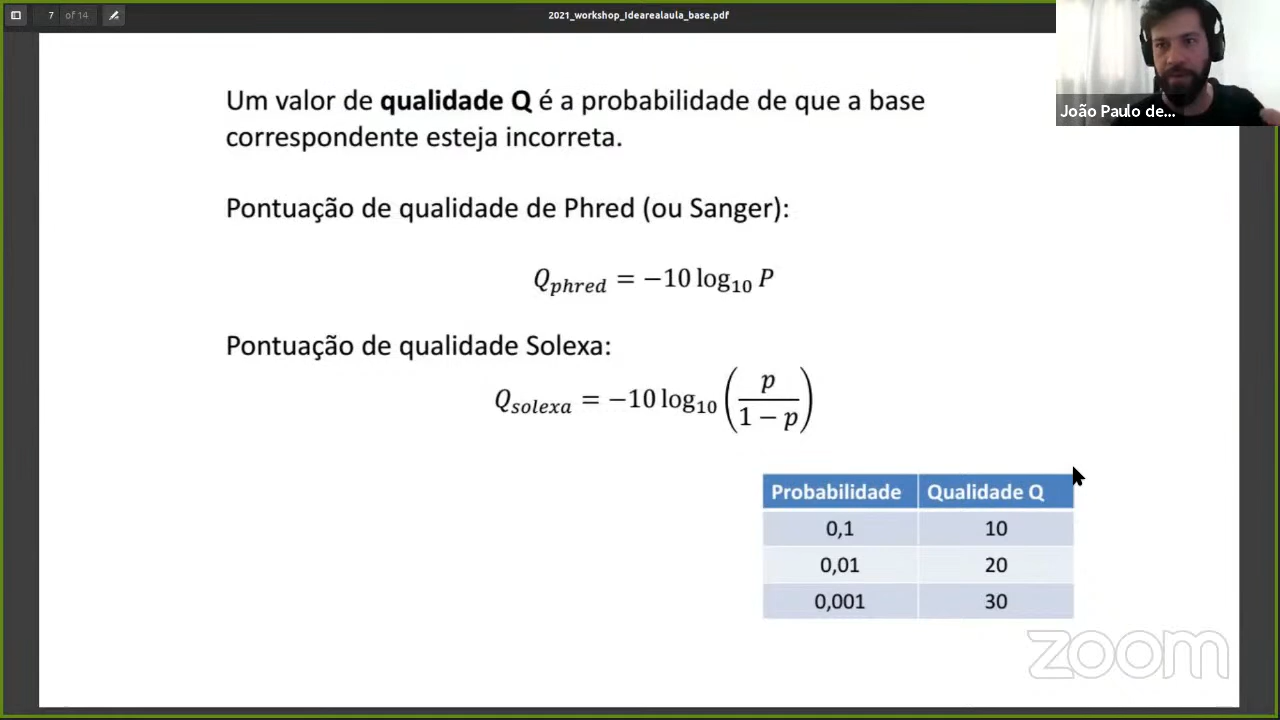 7 of 14
2021_workshop_Idearealaula_base.pdf
João Paulo de...
Um valor de qualidade Q é a probabilidade de que a base
correspondente esteja incorreta.
Pontuação de qualidade de Phred (ou Sanger):
Q_phred = −10 log₁₀ P
Pontuação de qualidade Solexa:
Q_solexa = −10 log₁₀ (p / 1 − p)
Probabilidade Qualidade Q
0,1 10
0,01 20
0,001 30
zoom